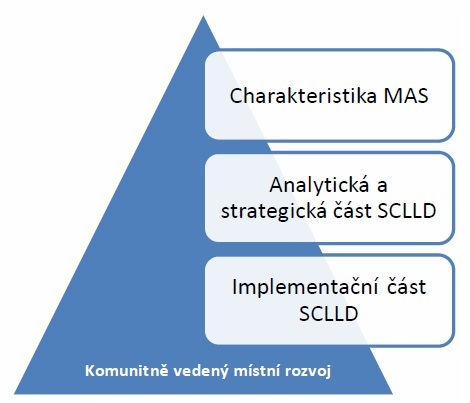 Charakteristika MAS
Analytická a
strategická část SCLLD
Implementační část
SCLLD
Komunitně vedený místní rozvoj